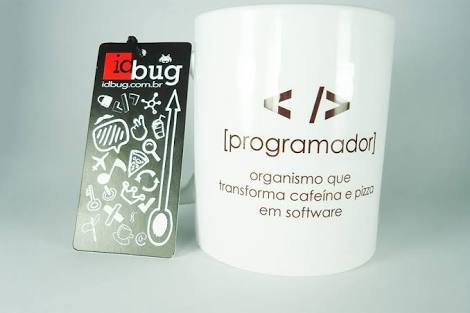 idbug
idbug.com.br
< />
[programador]
organismo que
transforma cafeína e pizza
em software